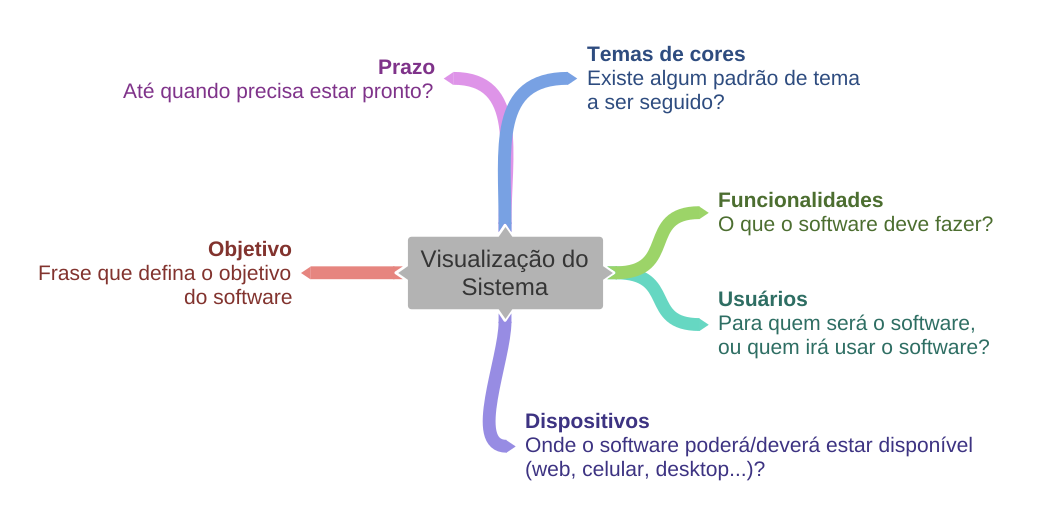 Prazo
Até quando precisa estar pronto?
Temas de cores
Existe algum padrão de tema
a ser seguido?
Funcionalidades
O que o software deve fazer?
Objetivo
Frase que defina o objetivo
do software
Visualização do
Sistema
Usuários
Para quem será o software,
ou quem irá usar o software?
Dispositivos
Onde o software poderá/deverá estar disponível
(web, celular, desktop...)?